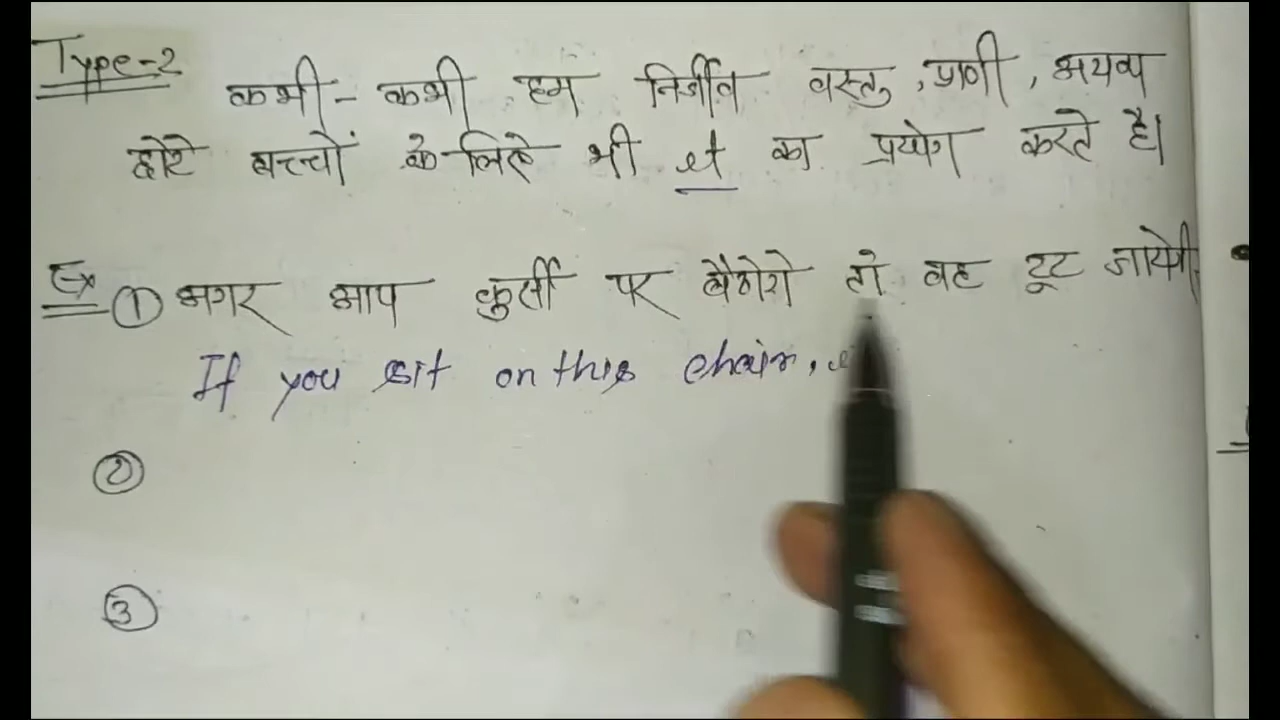 Type-2
कभी-कभी हम निर्जीव वस्तु, प्राणी, अथवा
छोटे बच्चों के लिए भी it का प्रयोग करते है।
Ex ① अगर आप कुर्सी पर बैठोगे तो वह टूट जायेगी
If you sit on this chair,
②
③